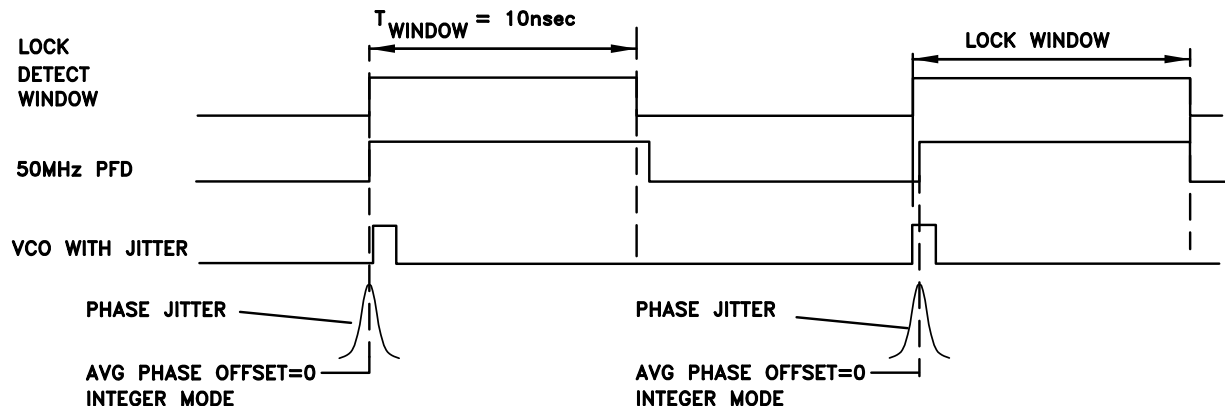 T WINDOW = 10nsec
LOCK WINDOW
LOCK
DETECT
WINDOW
50MHz PFD
VCO WITH JITTER
PHASE JITTER
PHASE JITTER
AVG PHASE OFFSET=0
INTEGER MODE
AVG PHASE OFFSET=0
INTEGER MODE